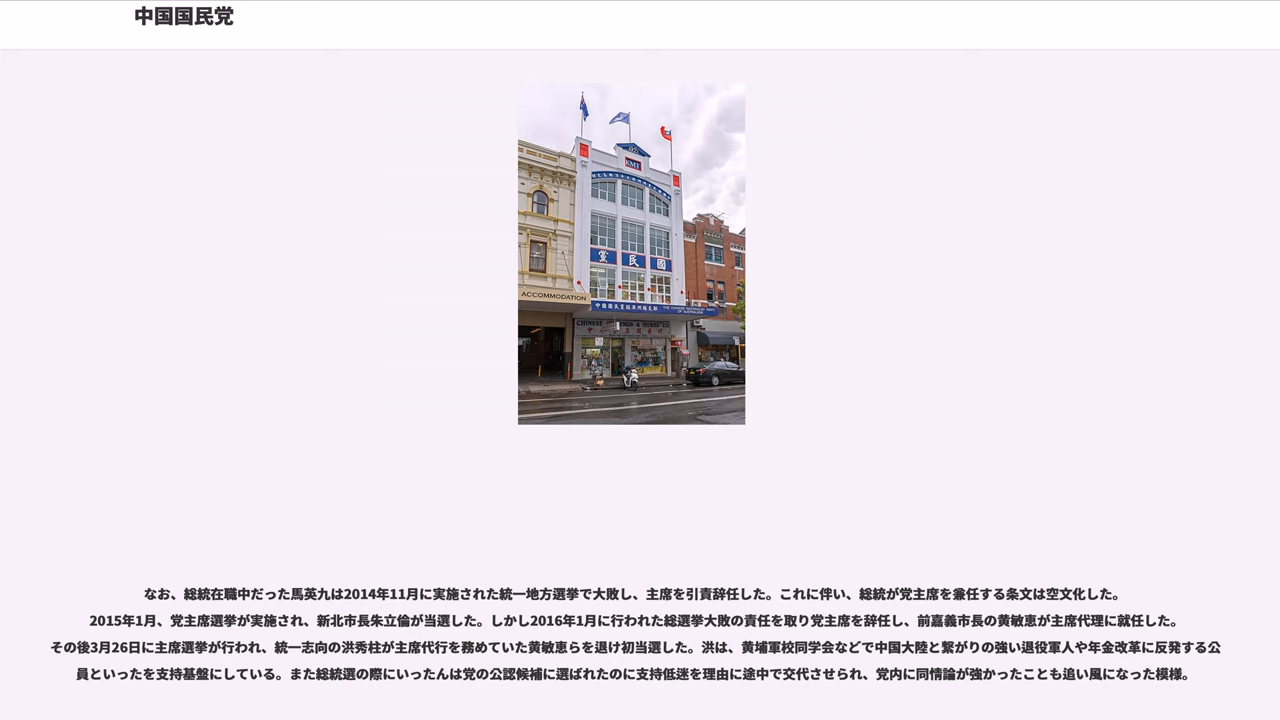 中国国民党
KMT
黨民國
ACCOMMODATION
THE CHINESE NATIONALIST PARTY
OF AUSTRALASIA
なお、総統在職中だった馬英九は2014年11月に実施された統一地方選挙で大敗し、主席を引責辞任した。これに伴い、総統が党主席を兼任する条文は空文化した。
2015年1月、党主席選挙が実施され、新北市長朱立倫が当選した。しかし2016年1月に行われた総選挙大敗の責任を取り党主席を辞任し、前嘉義市長の黄敏恵が主席代理に就任した。
その後3月26日に主席選挙が行われ、統一志向の洪秀柱が主席代行を務めていた黄敏恵らを退け初当選した。洪は、黄埔軍校同学会などで中国大陸と繋がりの強い退役軍人や年金改革に反発する公
員といったを支持基盤にしている。また総統選の際にいったんは党の公認候補に選ばれたのに支持低迷を理由に途中で交代させられ、党内に同情論が強かったことも追い風になった模様。